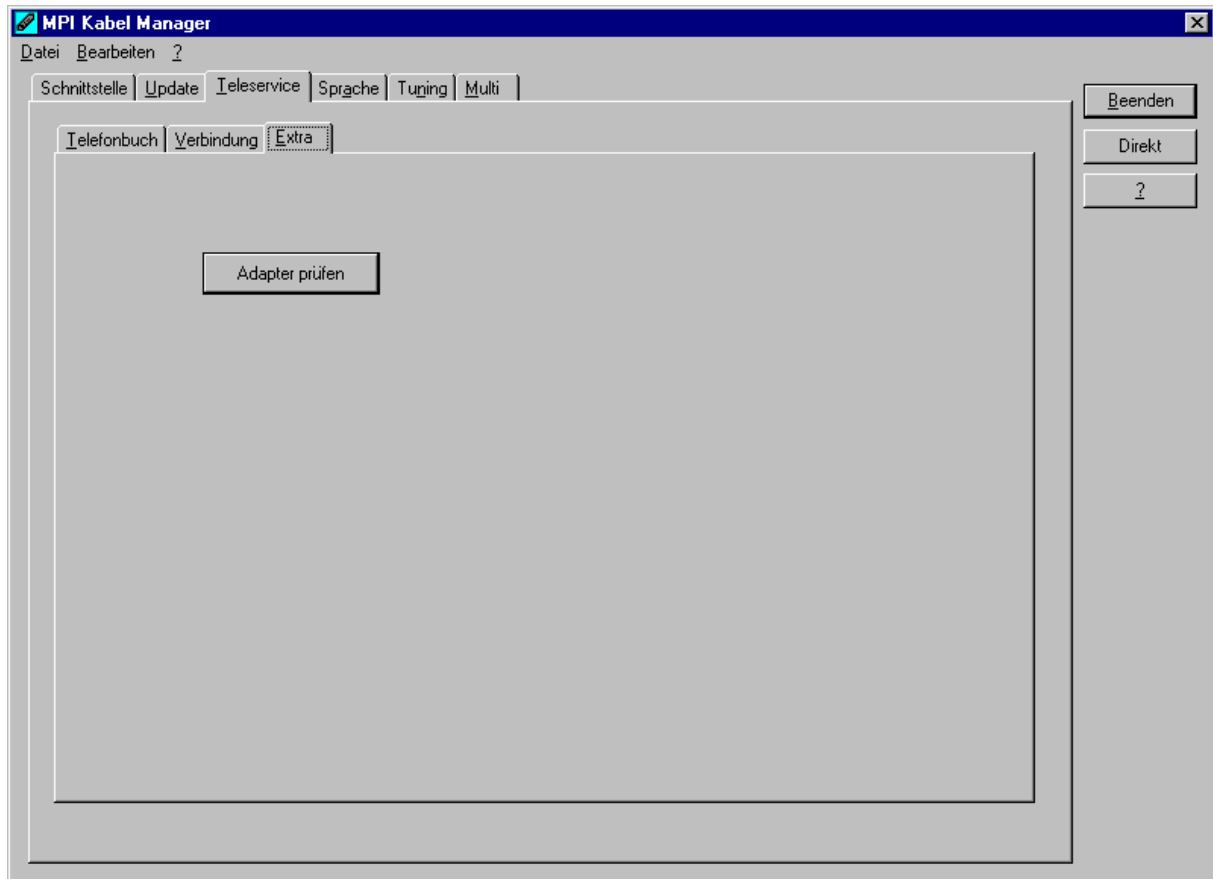 MPI Kabel Manager
Datei Bearbeiten ?
Schnittstelle Update Teleservice Sprache Tuning Multi
Beenden
Telefonbuch Verbindung Extra
Direkt
?
Adapter prüfen